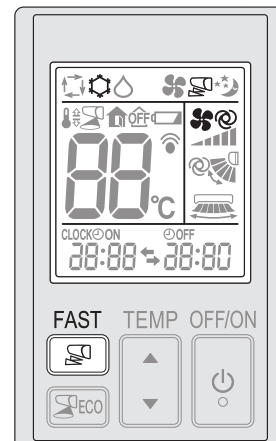 OFF
88°C
CLOCK ON OFF
88:88 88:80
FAST TEMP OFF/ON
ECO